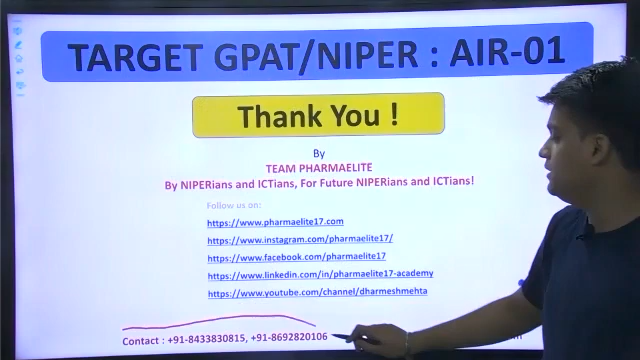 TARGET GPAT/NIPER : AIR-01
Thank You !
By
TEAM PHARMAELITE
By NIPERians and ICTians, For Future NIPERians and ICTians!
Follow us on:
https://www.pharmaelite17.com
https://www.instagram.com/pharmaelite17/
https://www.facebook.com/pharmaelite17
https://www.linkedin.com/in/pharmaelite17-academy
https://www.youtube.com/channel/dharmeshmehta
Contact : +91-8433830815, +91-8692820106